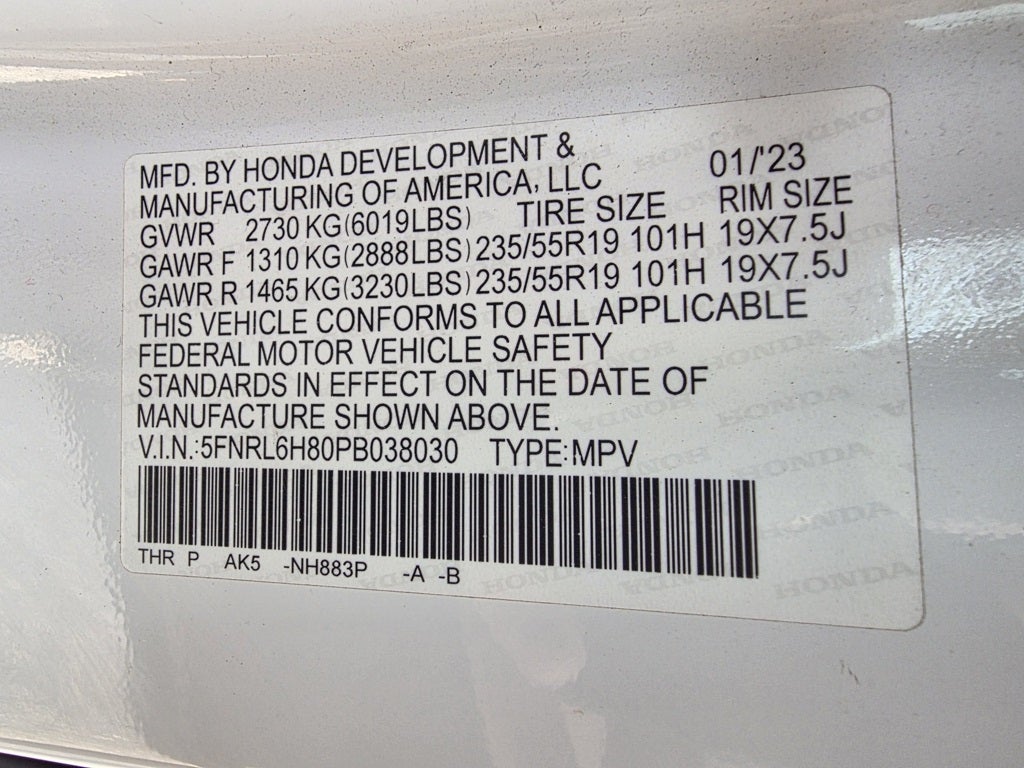 MFD. BY HONDA DEVELOPMENT & 01/'23
MANUFACTURING OF AMERICA, LLC
GVWR 2730 KG(6019LBS) TIRE SIZE RIM SIZE
GAWR F 1310 KG(2888LBS) 235/55R19 101H 19X7.5J
GAWR R 1465 KG(3230LBS) 235/55R19 101H 19X7.5J
THIS VEHICLE CONFORMS TO ALL APPLICABLE
FEDERAL MOTOR VEHICLE SAFETY
STANDARDS IN EFFECT ON THE DATE OF
MANUFACTURE SHOWN ABOVE.
V.I.N.:5FNRL6H80PB038030 TYPE:MPV
THR P AK5 -NH883P -A -B